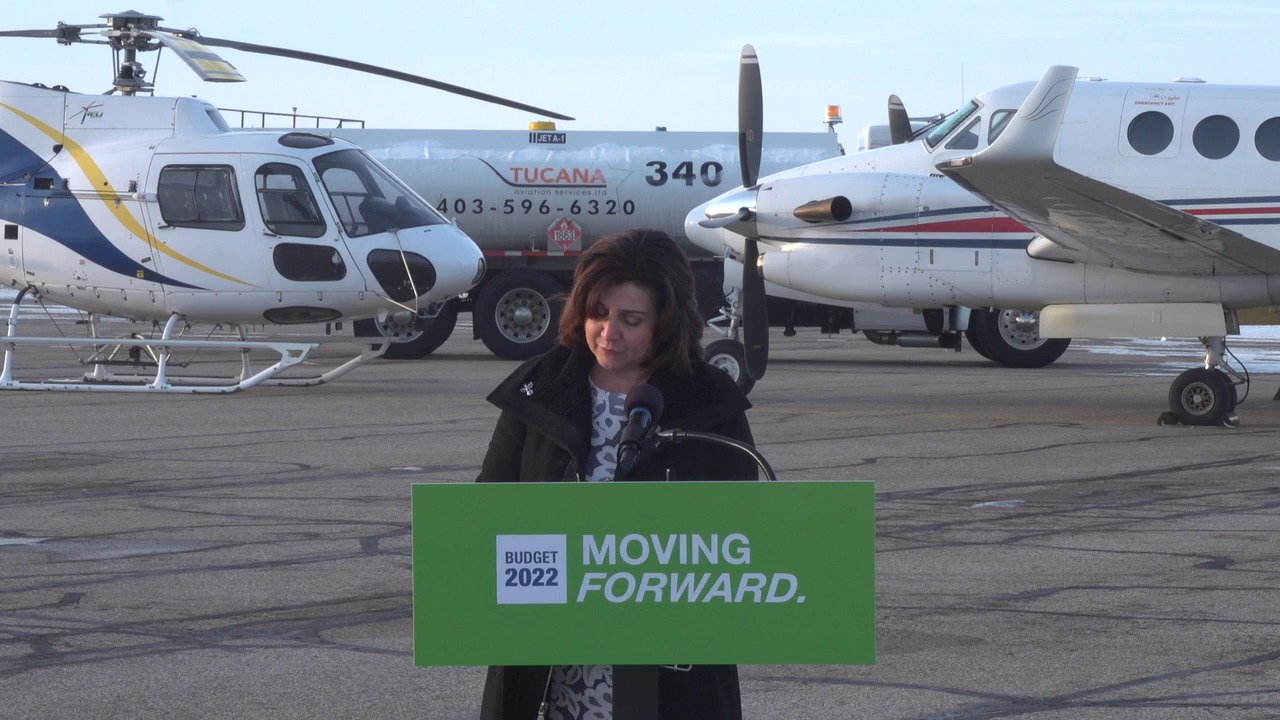 JET A-1
TUCANA
aviation services ltd
340
403-596-6320
1863
EMERGENCY EXIT
BUDGET
2022
MOVING
FORWARD.